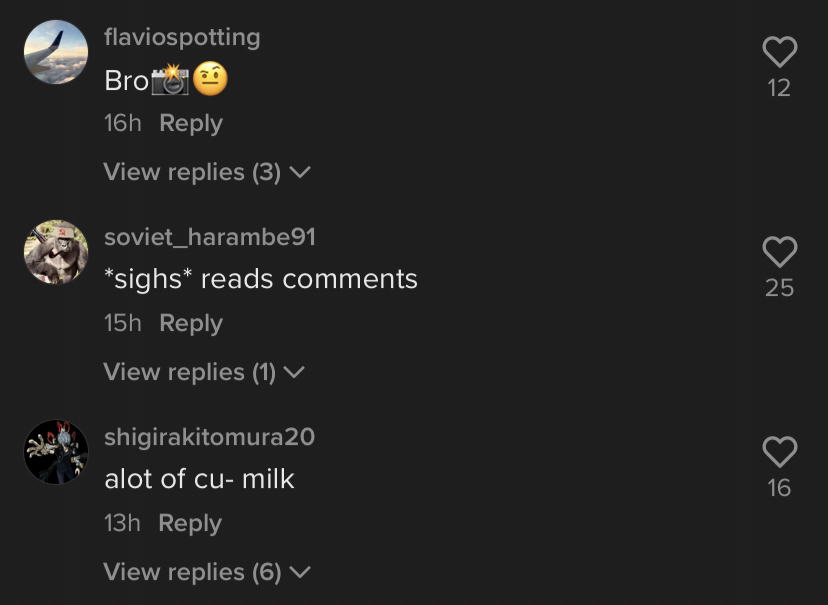 flaviospotting
Bro📸🤨
12
16h Reply
View replies (3)
soviet_harambe91
*sighs* reads comments
25
15h Reply
View replies (1)
shigirakitomura20
alot of cu- milk
16
13h Reply
View replies (6)